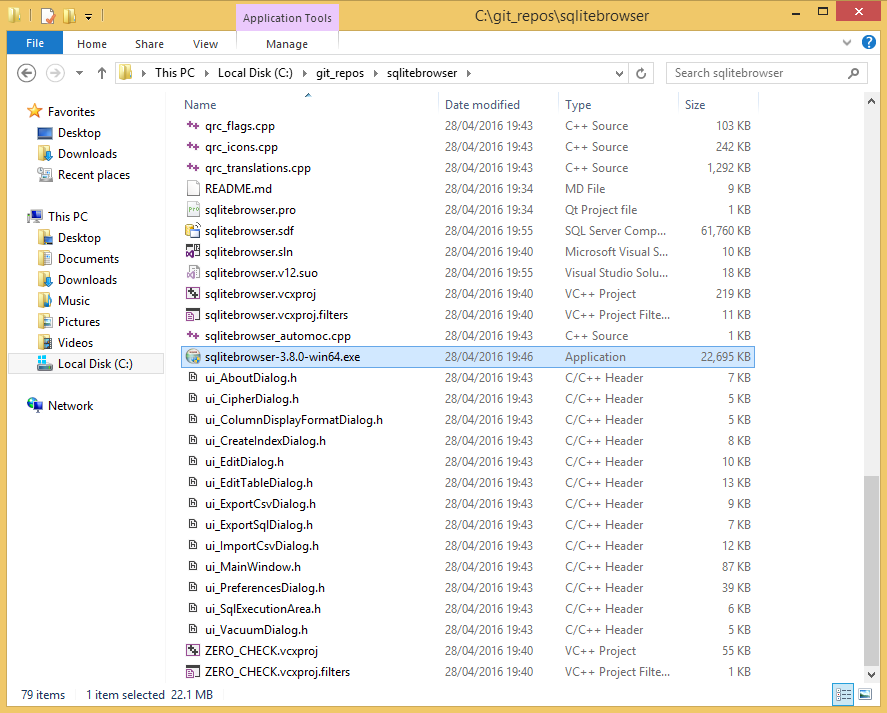 Application Tools
C:\git_repos\sqlitebrowser
File Home Share View Manage
This PC Local Disk (C:) git_repos sqlitebrowser Search sqlitebrowser
Favorites
Desktop
Downloads
Recent places
This PC
Desktop
Documents
Downloads
Music
Pictures
Videos
Local Disk (C:)
Network
Name Date modified Type Size
qrc_flags.cpp 28/04/2016 19:43 C++ Source 103 KB
qrc_icons.cpp 28/04/2016 19:43 C++ Source 242 KB
qrc_translations.cpp 28/04/2016 19:43 C++ Source 1,292 KB
README.md 28/04/2016 19:34 MD File 9 KB
sqlitebrowser.pro 28/04/2016 19:34 Qt Project file 1 KB
sqlitebrowser.sdf 28/04/2016 19:55 SQL Server Comp... 61,760 KB
sqlitebrowser.sln 28/04/2016 19:40 Microsoft Visual S... 10 KB
sqlitebrowser.v12.suo 28/04/2016 19:55 Visual Studio Solu... 18 KB
sqlitebrowser.vcxproj 28/04/2016 19:40 VC++ Project 219 KB
sqlitebrowser.vcxproj.filters 28/04/2016 19:40 VC++ Project Filte... 11 KB
sqlitebrowser_automoc.cpp 28/04/2016 19:43 C++ Source 1 KB
sqlitebrowser-3.8.0-win64.exe 28/04/2016 19:46 Application 22,695 KB
ui_AboutDialog.h 28/04/2016 19:43 C/C++ Header 7 KB
ui_CipherDialog.h 28/04/2016 19:43 C/C++ Header 5 KB
ui_ColumnDisplayFormatDialog.h 28/04/2016 19:43 C/C++ Header 5 KB
ui_CreateIndexDialog.h 28/04/2016 19:43 C/C++ Header 8 KB
ui_EditDialog.h 28/04/2016 19:43 C/C++ Header 10 KB
ui_EditTableDialog.h 28/04/2016 19:43 C/C++ Header 13 KB
ui_ExportCsvDialog.h 28/04/2016 19:43 C/C++ Header 9 KB
ui_ExportSqlDialog.h 28/04/2016 19:43 C/C++ Header 7 KB
ui_ImportCsvDialog.h 28/04/2016 19:43 C/C++ Header 12 KB
ui_MainWindow.h 28/04/2016 19:43 C/C++ Header 87 KB
ui_PreferencesDialog.h 28/04/2016 19:43 C/C++ Header 39 KB
ui_SqlExecutionArea.h 28/04/2016 19:43 C/C++ Header 6 KB
ui_VacuumDialog.h 28/04/2016 19:43 C/C++ Header 5 KB
ZERO_CHECK.vcxproj 28/04/2016 19:40 VC++ Project 55 KB
ZERO_CHECK.vcxproj.filters 28/04/2016 19:40 VC++ Project Filte... 1 KB
79 items 1 item selected 22.1 MB